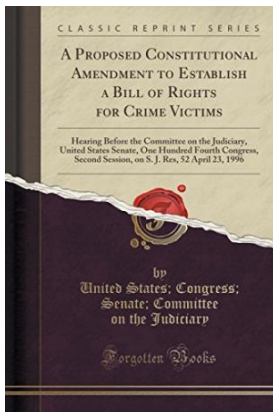 CLASSIC REPRINT SERIES
A Proposed Constitutional
Amendment to Establish
a Bill of Rights
for Crime Victims
Hearing Before the Committee on the Judiciary,
United States Senate, One Hundred Fourth Congress,
Second Session, on S. J. Res, 52 April 23, 1996
by
United States; Congress;
Senate; Committee
on the Judiciary
Forgotten Books